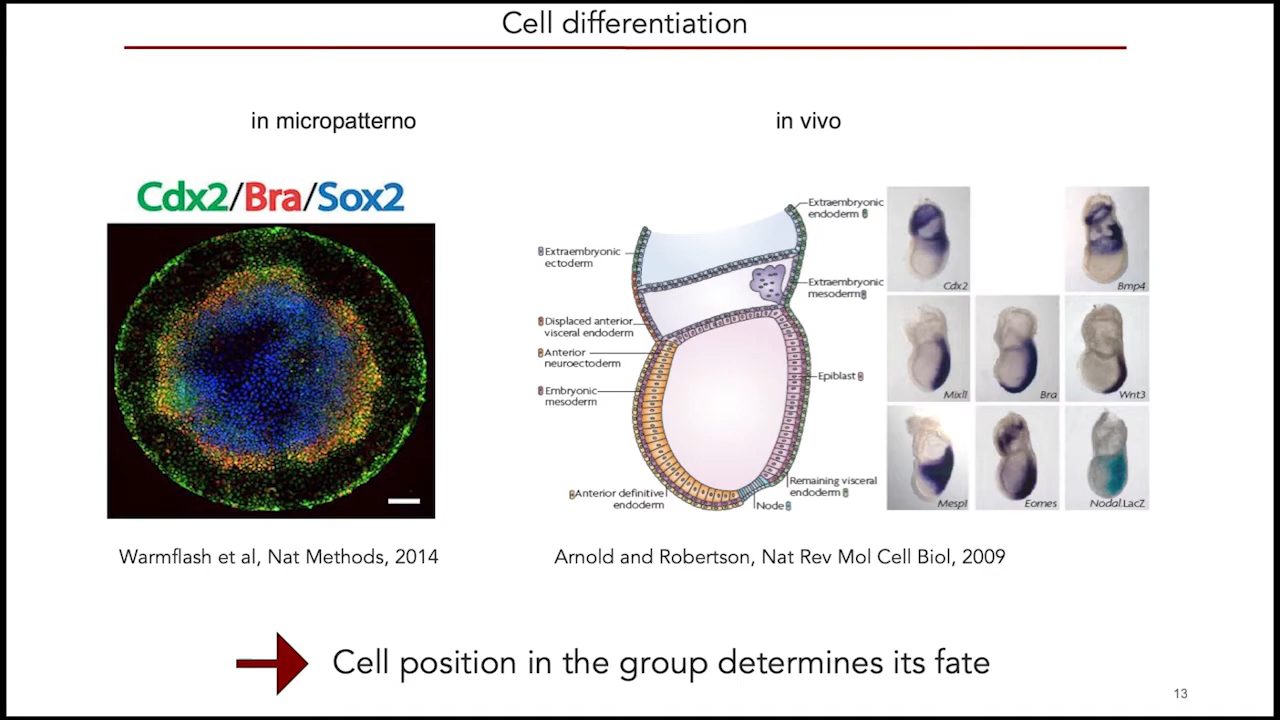 Cell differentiation
in micropatterno
in vivo
Cdx2/Bra/Sox2
Extraembryonic
endoderm
Extraembryonic
ectoderm
Extraembryonic
mesoderm
Displaced anterior
visceral endoderm
Anterior
neuroectoderm
Embryonic
mesoderm
Epiblast
Anterior definitive
endoderm
Remaining visceral
endoderm
Node
Cdx2
Bmp4
Mixl1
Bra
Wnt3
Mesp1
Eomes
Nodal.LacZ
Warmflash et al, Nat Methods, 2014
Arnold and Robertson, Nat Rev Mol Cell Biol, 2009
Cell position in the group determines its fate
13